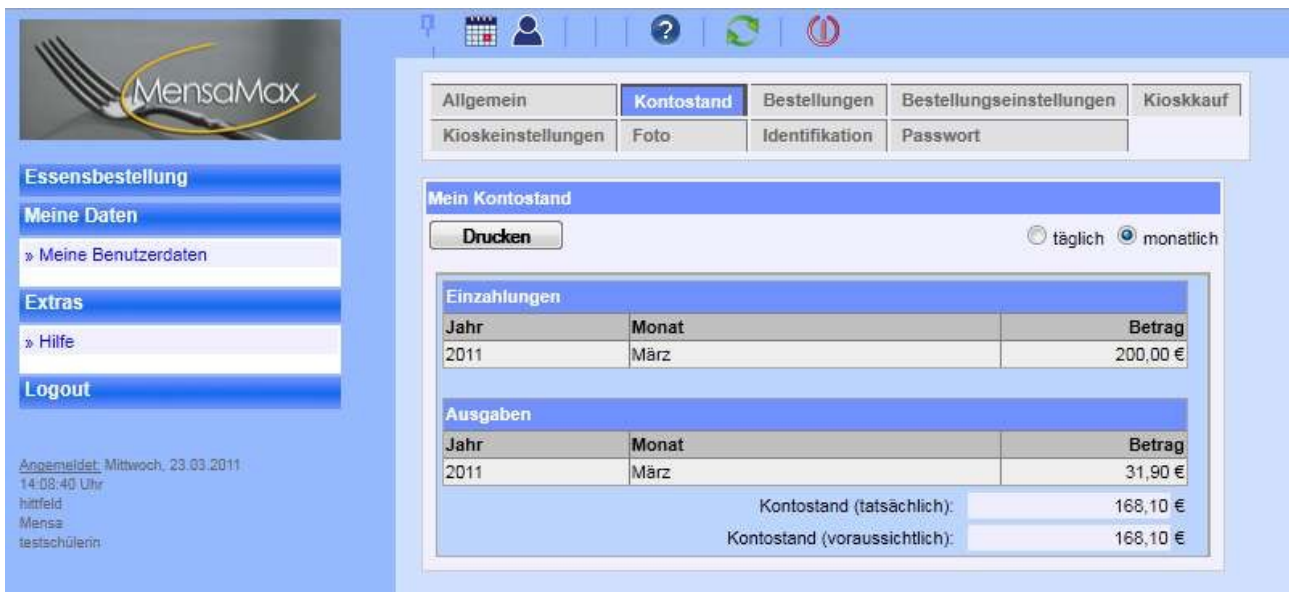 MensaMax
Essensbestellung
Meine Daten
» Meine Benutzerdaten
Extras
» Hilfe
Logout
Angemeldet: Mittwoch, 23.03.2011
14:08:40 Uhr
hittfeld
Mensa
testschülerin
?
Allgemein Kontostand Bestellungen Bestellungseinstellungen Kioskkauf
Kioskeinstellungen Foto Identifikation Passwort
Mein Kontostand
Drucken täglich monatlich
Einzahlungen
Jahr Monat Betrag
2011 März 200,00 €
Ausgaben
Jahr Monat Betrag
2011 März 31,90 €
Kontostand (tatsächlich): 168,10 €
Kontostand (voraussichtlich): 168,10 €